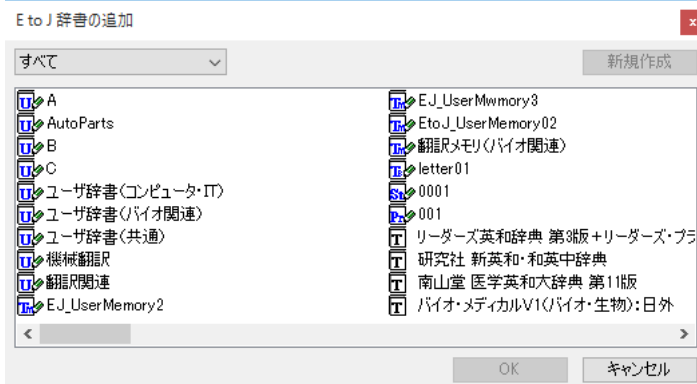 E to J 辞書の追加
x
すべて
新規作成
A
AutoParts
B
C
ユーザ辞書(コンピュータ・IT)
ユーザ辞書(バイオ関連)
ユーザ辞書(共通)
機械翻訳
翻訳関連
EJ_UserMemory2
EJ_UserMwmory3
EtoJ_UserMemory02
翻訳メモリ(バイオ関連)
letter01
0001
001
リーダーズ英和辞典 第3版+リーダーズ・プラ
研究社 新英和・和英中辞典
南山堂 医学英和大辞典 第11版
バイオ・メディカルV1(バイオ・生物):日外
OK
キャンセル